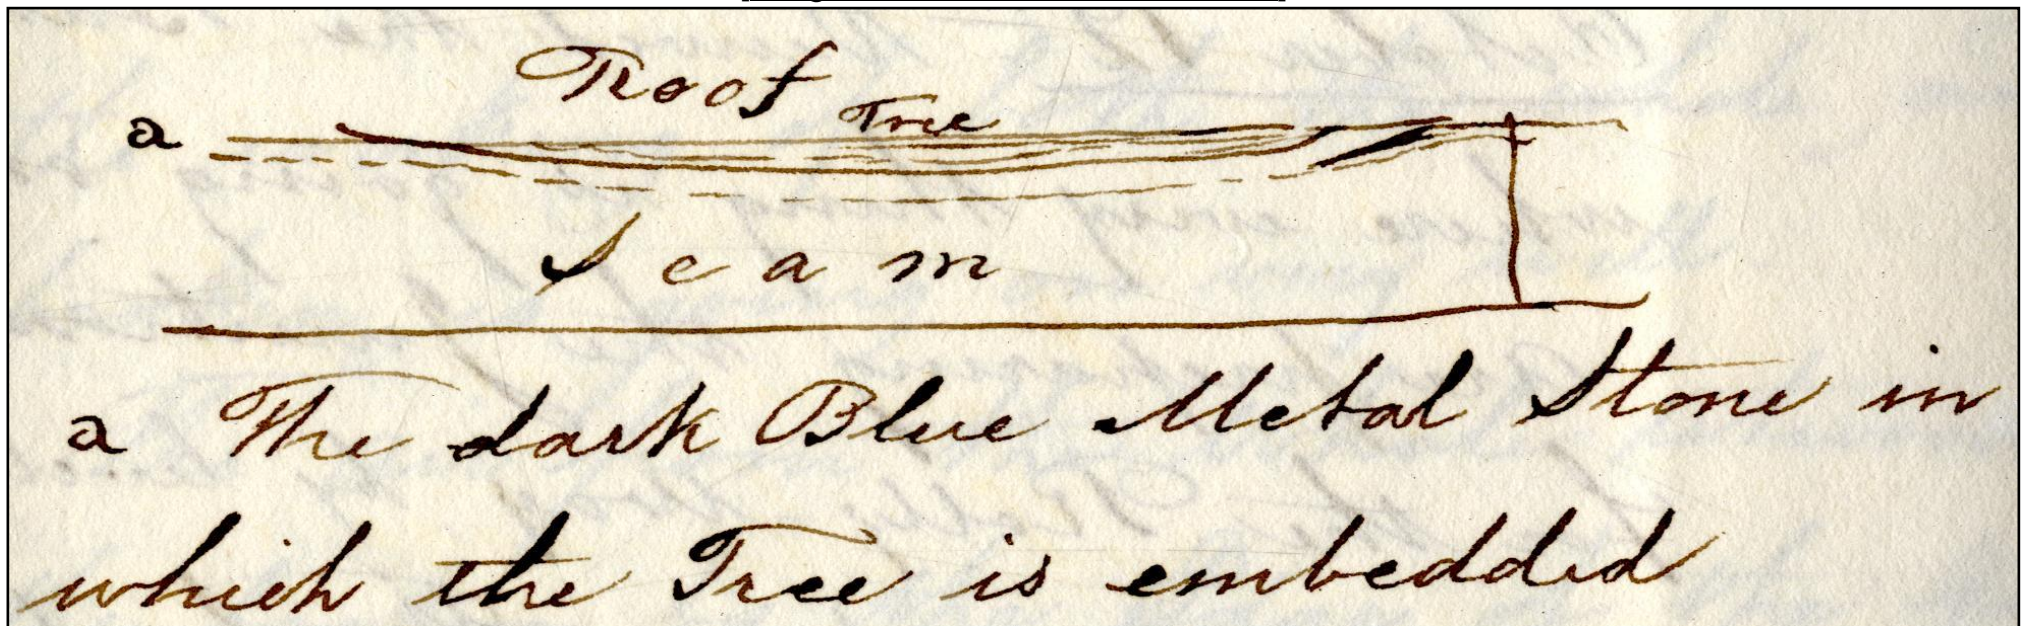 Roof
Tree
a
Seam
a The dark Blue Metal Stone in
which the Tree is embedded